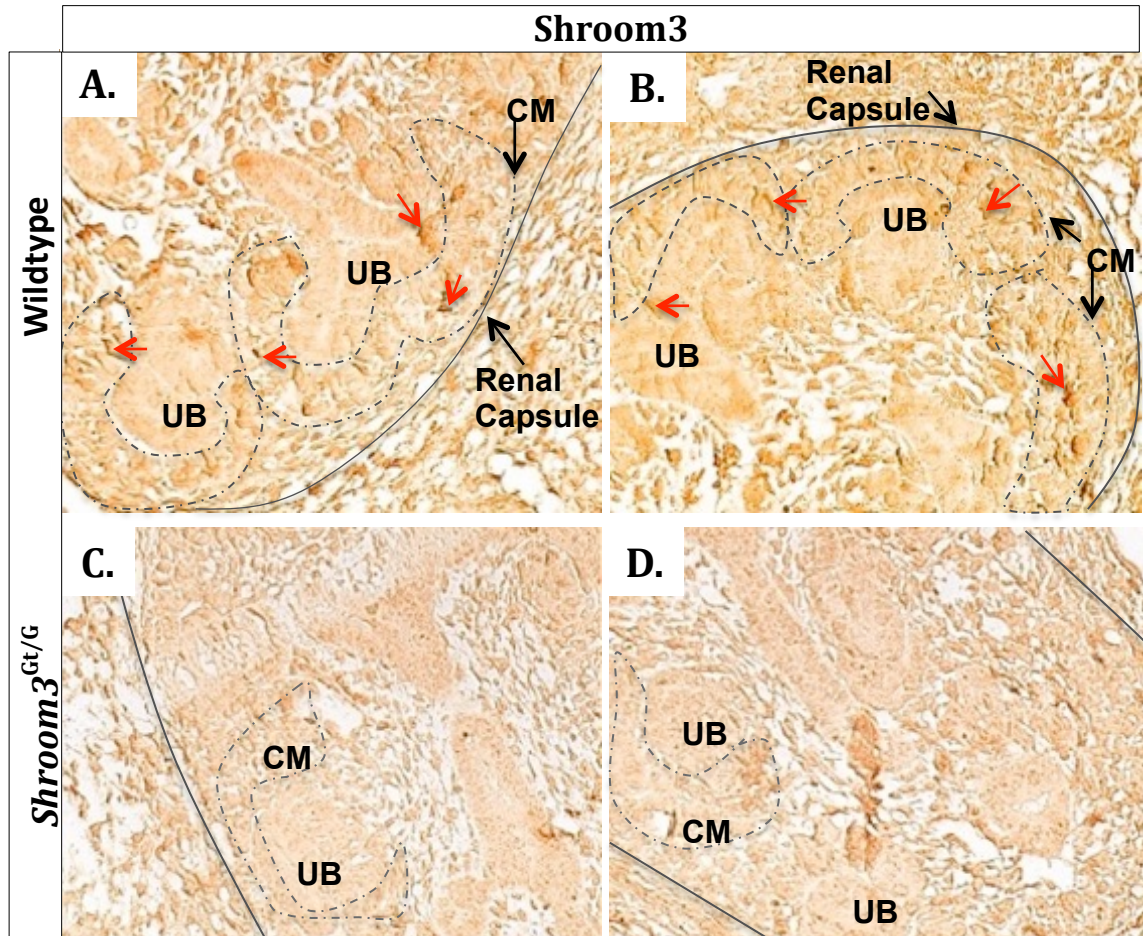 Shroom3
Wildtype
A.
CM
UB
UB
Renal
Capsule
B.
Renal
Capsule
UB
CM
UB
Shroom3Gt/G
C.
CM
UB
D.
UB
CM
UB